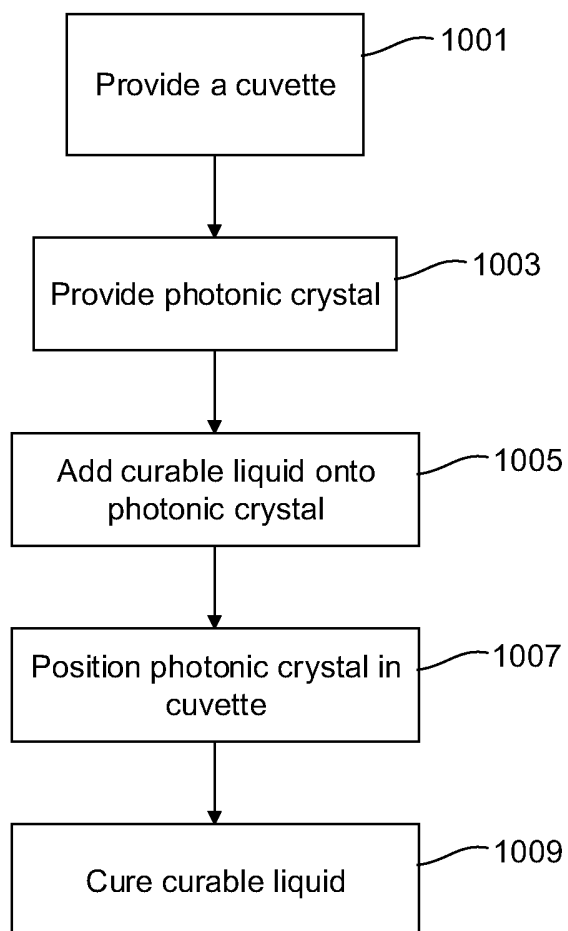 1001
Provide a cuvette
1003
Provide photonic crystal
1005
Add curable liquid onto
photonic crystal
1007
Position photonic crystal in
cuvette
1009
Cure curable liquid